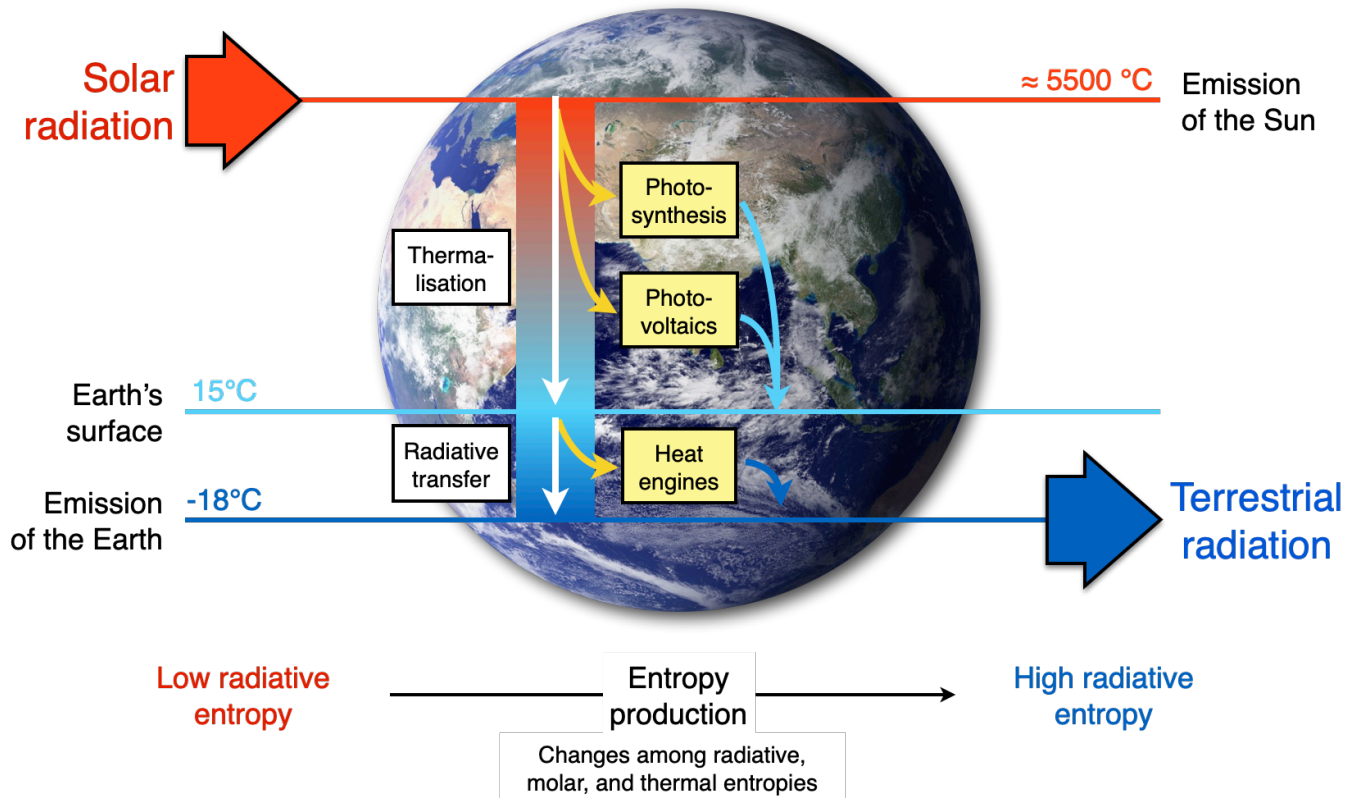 Solar
radiation
≈ 5500 °C
Emission
of the Sun
Photo-
synthesis
Therma-
lisation
Photo-
voltaics
Earth's
surface
15°C
Radiative
transfer
Heat
engines
Emission
of the Earth
-18°C
Terrestrial
radiation
Low radiative
entropy
Entropy
production
High radiative
entropy
Changes among radiative,
molar, and thermal entropies